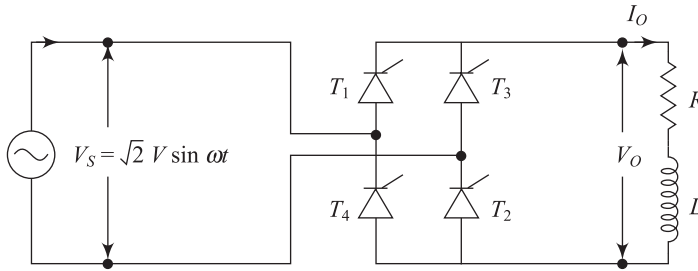 I_O
T_1
T_3
R
V_S = √2 V sin ωt
V_O
T_4
T_2
L